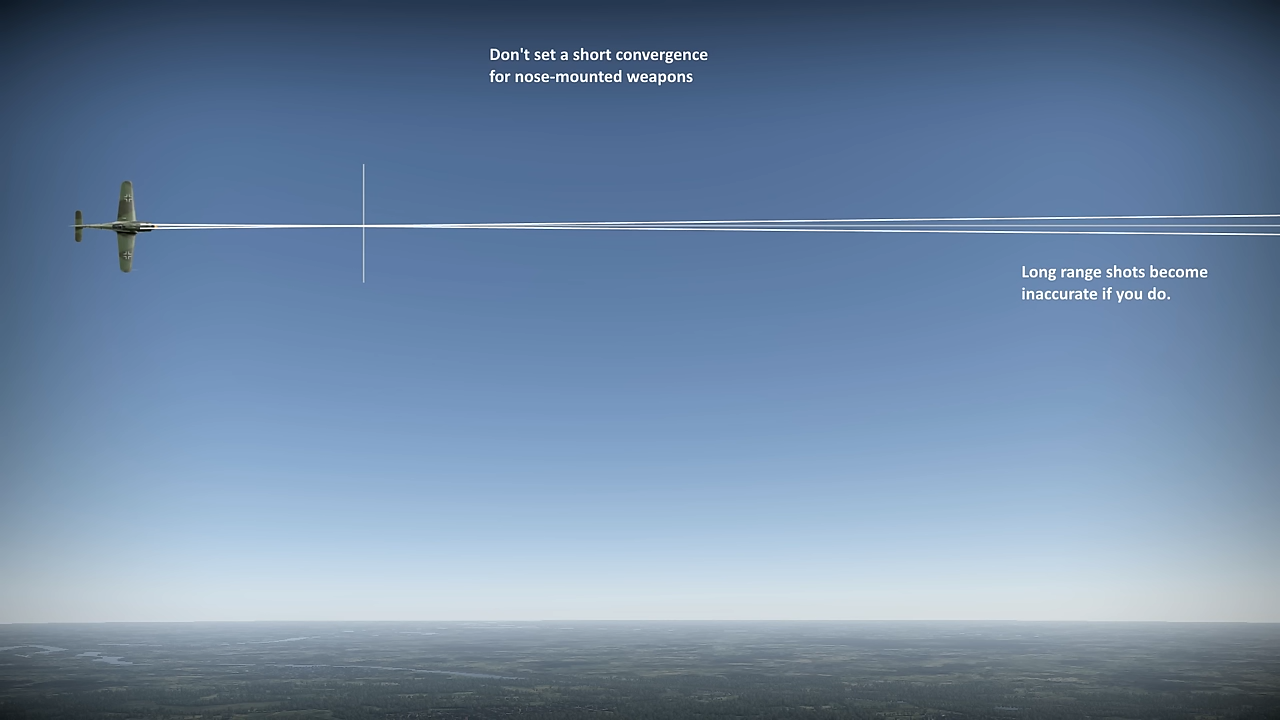 Don't set a short convergence
for nose-mounted weapons
Long range shots become
inaccurate if you do.